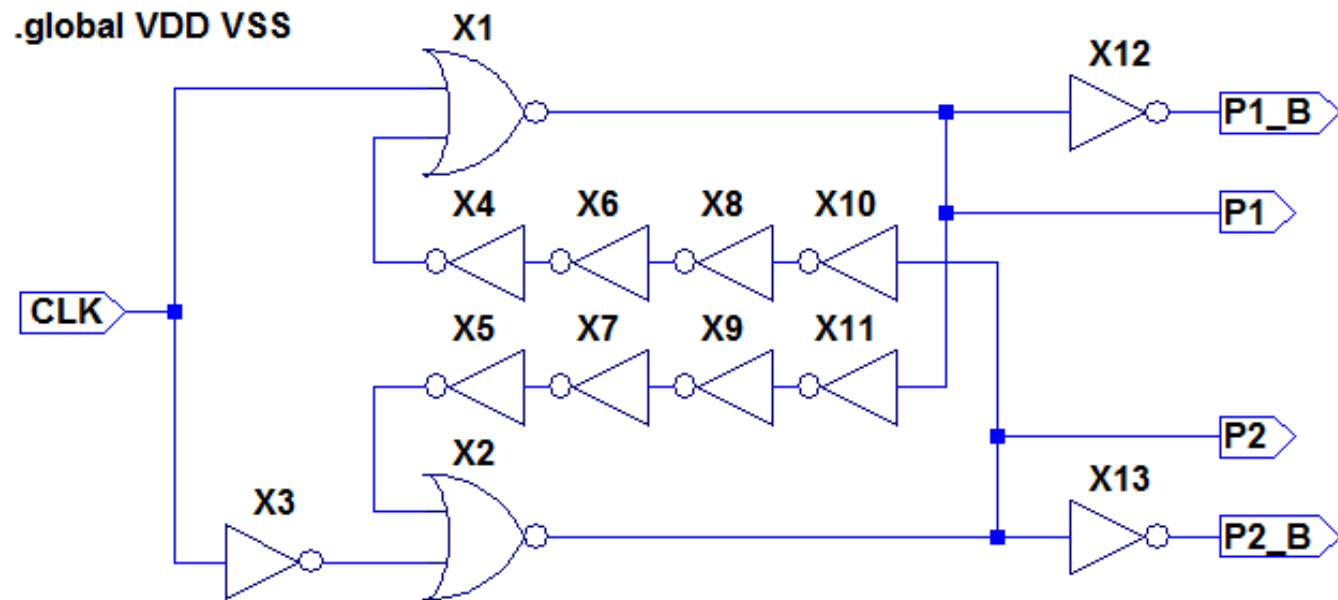 .global VDD VSS
X1
X12
P1_B
X4 X6 X8 X10
P1
CLK
X5 X7 X9 X11
P2
X2
X13
X3
P2_B